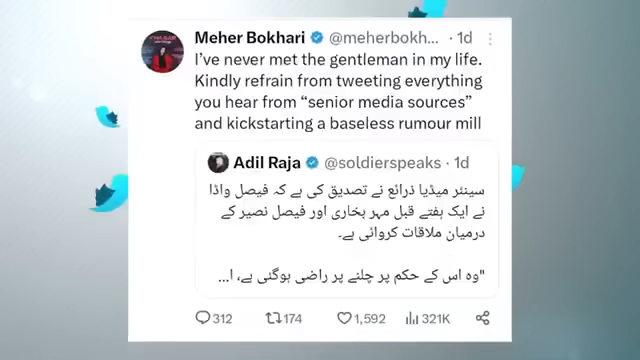 Meher Bokhari @meherbokh... · 1d
I've never met the gentleman in my life.
Kindly refrain from tweeting everything
you hear from “senior media sources”
and kickstarting a baseless rumour mill
Adil Raja @soldierspeaks · 1d
سینئر میڈیا ذرائع نے تصدیق کی ہے کہ فیصل واڈا
نے ایک ہفتے قبل مہر بخاری اور فیصل نصیر کے
درمیان ملاقات کروائی ہے۔
"وہ اس کے حکم پر چلنے پر راضی ہوگئی ہے، ا...
312 174 1,592 321K